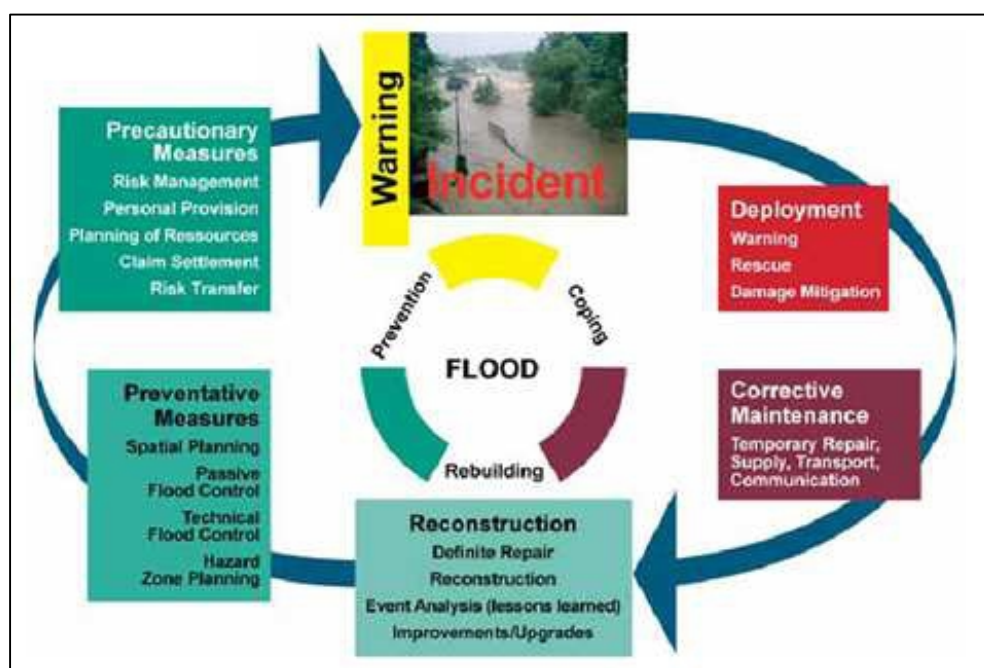 Warning
Incident
Deployment
Warning
Rescue
Damage Mitigation
Corrective
Maintenance
Temporary Repair,
Supply, Transport,
Communication
Reconstruction
Definite Repair
Reconstruction
Event Analysis (lessons learned)
Improvements/Upgrades
Preventative
Measures
Spatial Planning
Passive
Flood Control
Technical
Flood Control
Hazard
Zone Planning
Precautionary
Measures
Risk Management
Personal Provision
Planning of Ressources
Claim Settlement
Risk Transfer
Prevention
Coping
FLOOD
Rebuilding